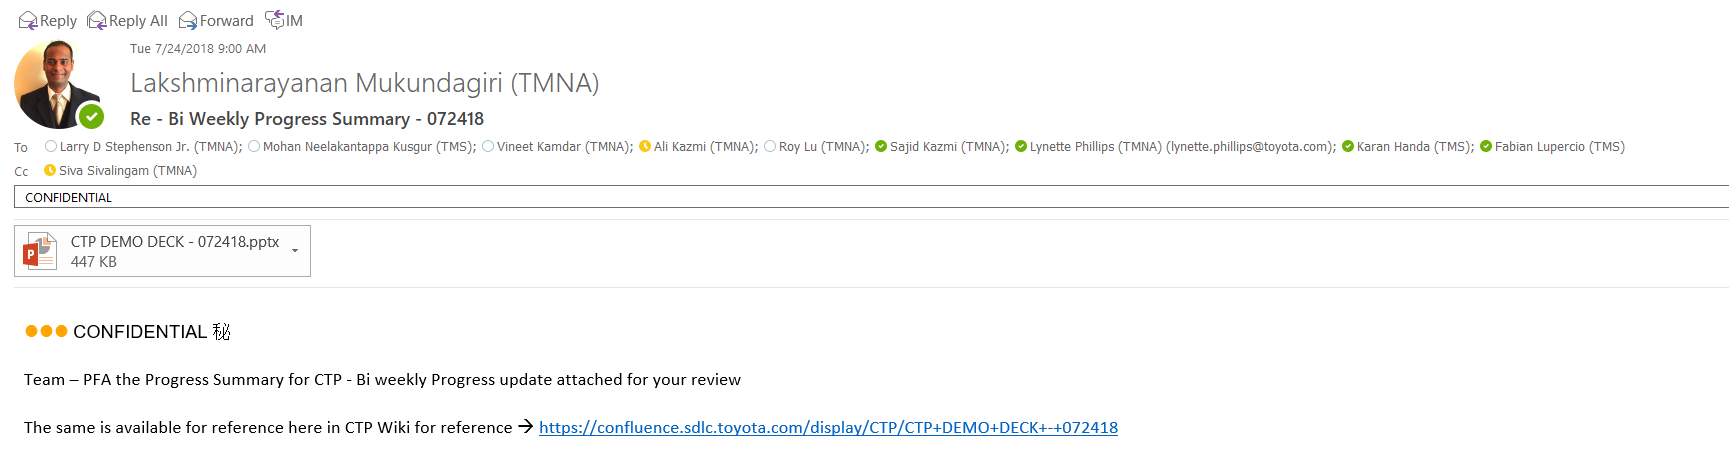 Reply Reply All Forward IM
Tue 7/24/2018 9:00 AM
Lakshminarayanan Mukundagiri (TMNA)
Re - Bi Weekly Progress Summary - 072418
To Larry D Stephenson Jr. (TMNA); Mohan Neelakantappa Kusgur (TMS); Vineet Kamdar (TMNA); Ali Kazmi (TMNA); Roy Lu (TMNA); Sajid Kazmi (TMNA); Lynette Phillips (TMNA) (lynette.phillips@toyota.com); Karan Handa (TMS); Fabian Lupercio (TMS)
Cc Siva Sivalingam (TMNA)
CONFIDENTIAL
P CTP DEMO DECK - 072418.pptx
447 KB
CONFIDENTIAL 秘
Team – PFA the Progress Summary for CTP - Bi weekly Progress update attached for your review
The same is available for reference here in CTP Wiki for reference → https://confluence.sdlc.toyota.com/display/CTP/CTP+DEMO+DECK+-+072418